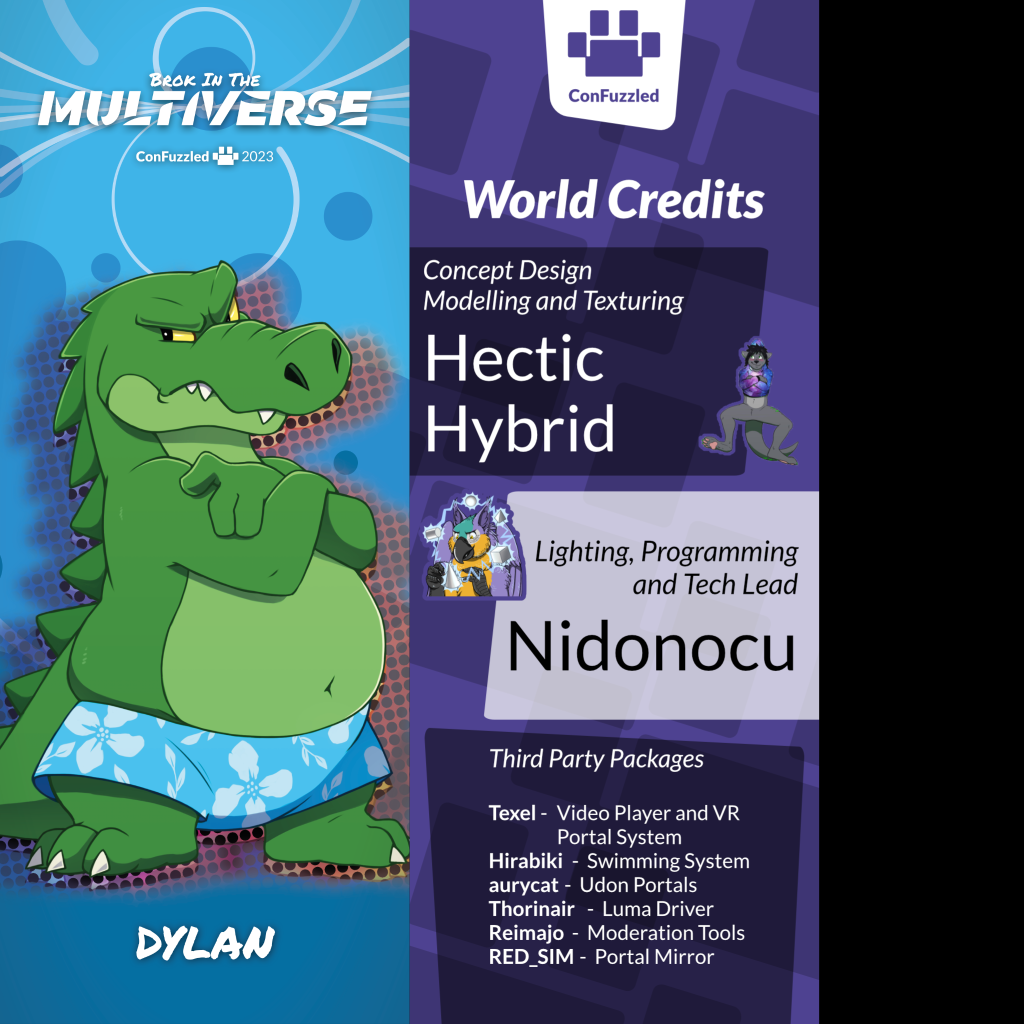 BROK IN THE
MULTIVERSE
ConFuzzled 2023
DYLAN
ConFuzzled
World Credits
Concept Design
Modelling and Texturing
Hectic
Hybrid
Lighting, Programming
and Tech Lead
Nidonocu
Third Party Packages
Texel - Video Player and VR
Portal System
Hirabiki - Swimming System
aurycat - Udon Portals
Thorinair - Luma Driver
Reimajo - Moderation Tools
RED_SIM - Portal Mirror